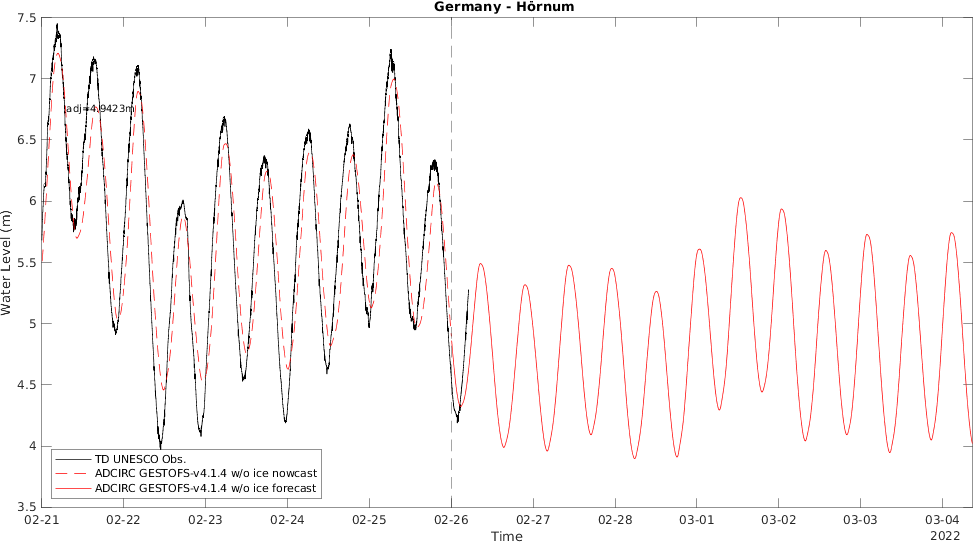 Germany - Hörnum
7.5
7
6.5
6
5.5
5
4.5
4
3.5
Water Level (m)
adj=4.9423m
TD UNESCO Obs.
ADCIRC GESTOFS-v4.1.4 w/o ice nowcast
ADCIRC GESTOFS-v4.1.4 w/o ice forecast
02-21 02-22 02-23 02-24 02-25 02-26 02-27 02-28 03-01 03-02 03-03 03-04
Time 2022